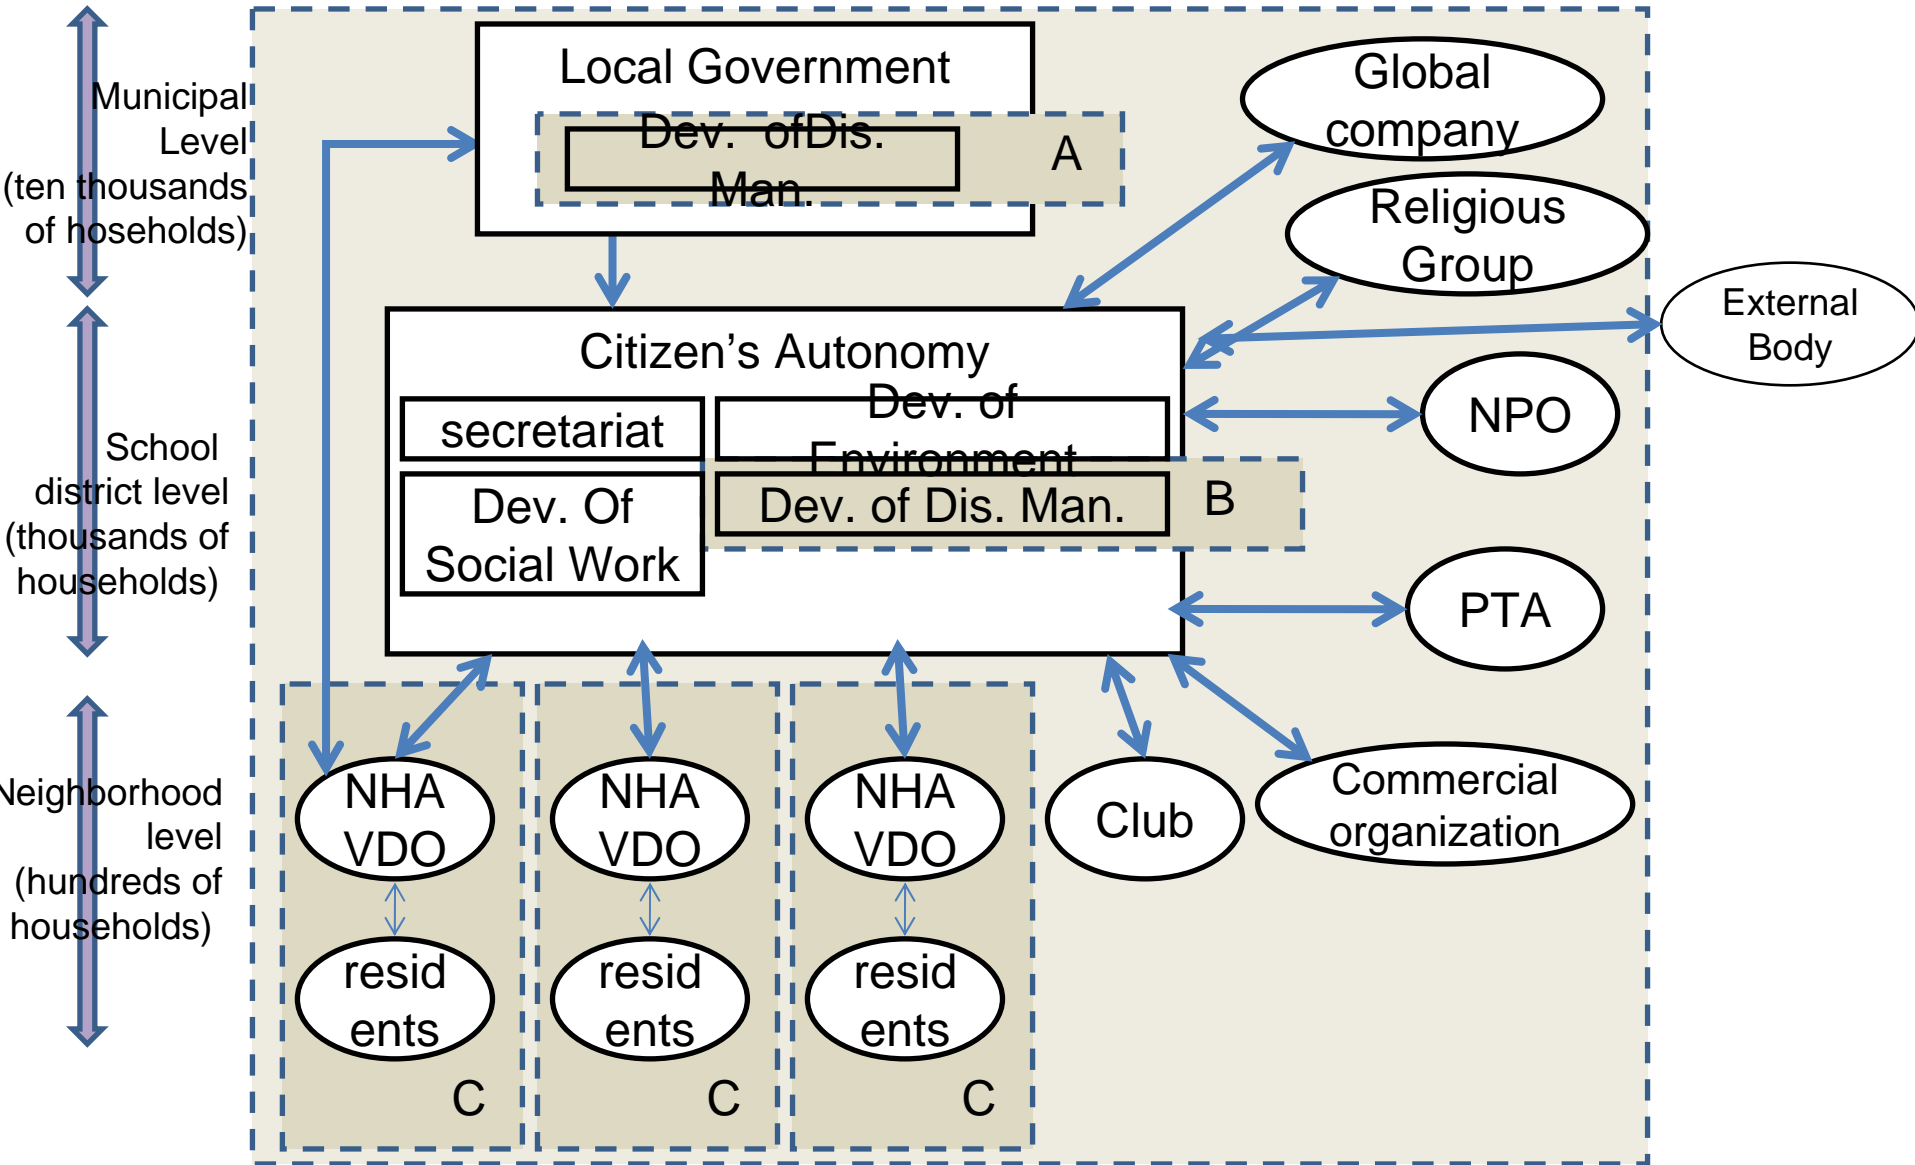 Municipal
Level
(ten thousands
of hoseholds)
School
district level
(thousands of
households)
Neighborhood
level
(hundreds of
households)
Local Government
Dev. ofDis.
Man.
A
Global
company
Religious
Group
External
Body
Citizen's Autonomy
secretariat
Dev. of
Environment
Dev. Of
Social Work
Dev. of Dis. Man.
B
NPO
PTA
NHA
VDO
NHA
VDO
NHA
VDO
Club
Commercial
organization
resid
ents
resid
ents
resid
ents
C
C
C